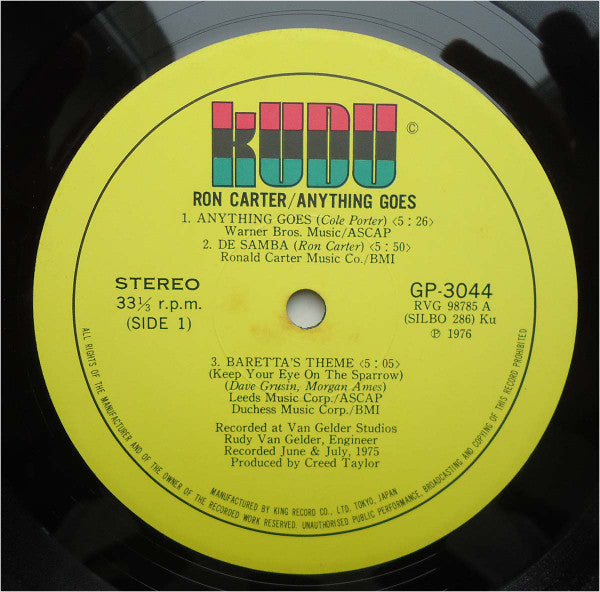 KUDU ©
RON CARTER/ANYTHING GOES
1. ANYTHING GOES (Cole Porter) <5 : 26>
Warner Bros. Music/ASCAP
2. DE SAMBA (Ron Carter) <5 : 50>
Ronald Carter Music Co./BMI
STEREO
33⅓ r.p.m.
(SIDE 1)
GP-3044
RVG 98785 A
(SILBO 286) Ku
℗ 1976
3. BARETTA'S THEME <5 : 05>
(Keep Your Eye On The Sparrow)
(Dave Grusin, Morgan Ames)
Leeds Music Corp./ASCAP
Duchess Music Corp./BMI
Recorded at Van Gelder Studios
Rudy Van Gelder, Engineer
Recorded June & July, 1975
Produced by Creed Taylor
MANUFACTURED BY KING RECORD CO., LTD. TOKYO, JAPAN
ALL RIGHTS OF THE MANUFACTURER AND OF THE OWNER OF THE RECORDED WORK RESERVED. UNAUTHORISED PUBLIC PERFORMANCE, BROADCASTING AND COPYING OF THIS RECORD PROHIBITED